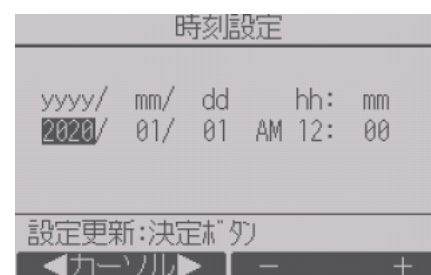 時刻設定
yyyy/ mm/ dd hh: mm
2020/ 01/ 01 AM 12: 00
設定更新:決定ボタン
◀カーソル▶ − +